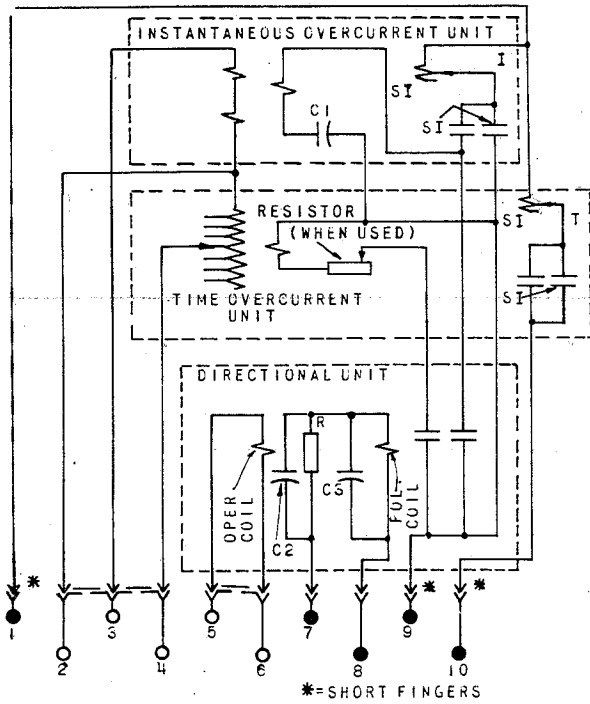 INSTANTANEOUS OVERCURRENT UNIT
I
SI
C1
SI
RESISTOR
(WHEN USED)
SI
T
TIME OVERCURRENT
UNIT
SI
DIRECTIONAL UNIT
R
OPER
COIL
C2
C3
POL
COIL
*
*
*
1
3
5
7
9
2
4
6
8
10
*=SHORT FINGERS